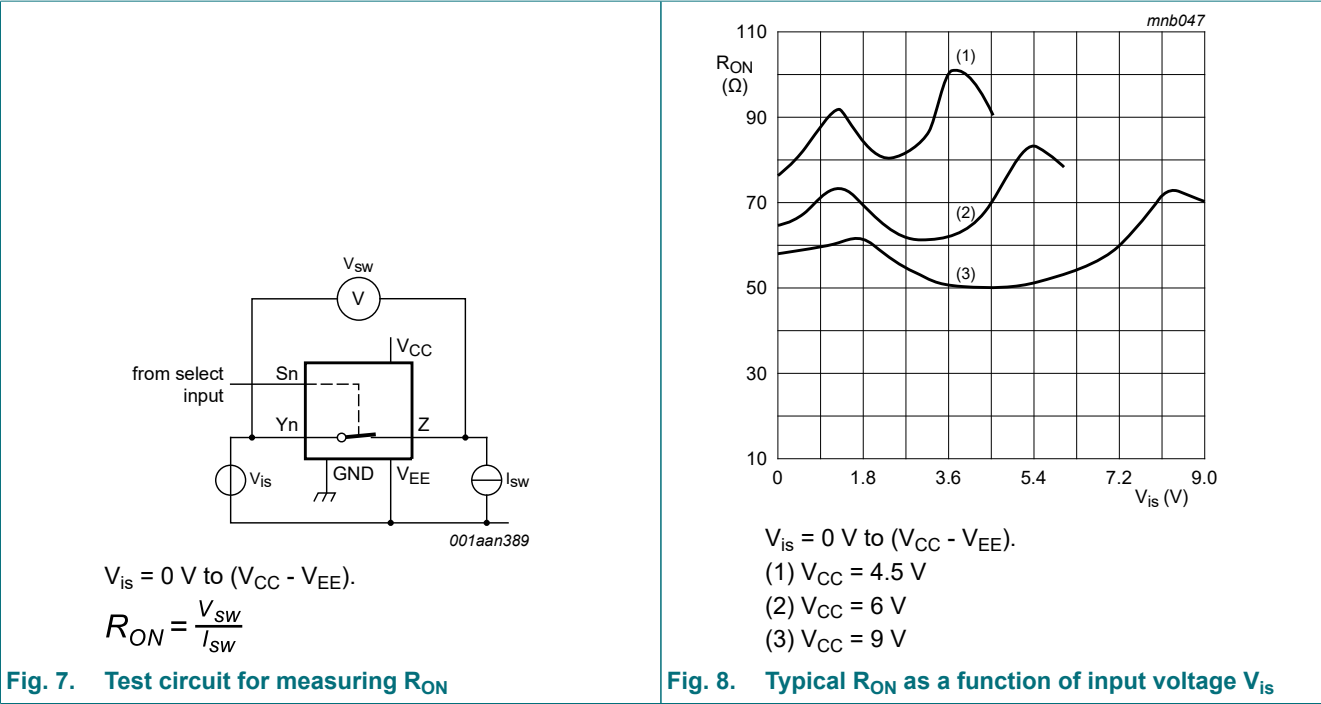 V_SW
V
V_CC
from select
input
Sn
Yn
Z
V_is
GND
V_EE
I_SW
001aan389
V_is = 0 V to (V_CC - V_EE).
R_ON = V_SW / I_SW
Fig. 7. Test circuit for measuring R_ON
mnb047
110
R_ON
(Ω)
90
70
50
30
10
(1)
(2)
(3)
0 1.8 3.6 5.4 7.2 9.0
V_is (V)
V_is = 0 V to (V_CC - V_EE).
(1) V_CC = 4.5 V
(2) V_CC = 6 V
(3) V_CC = 9 V
Fig. 8. Typical R_ON as a function of input voltage V_is